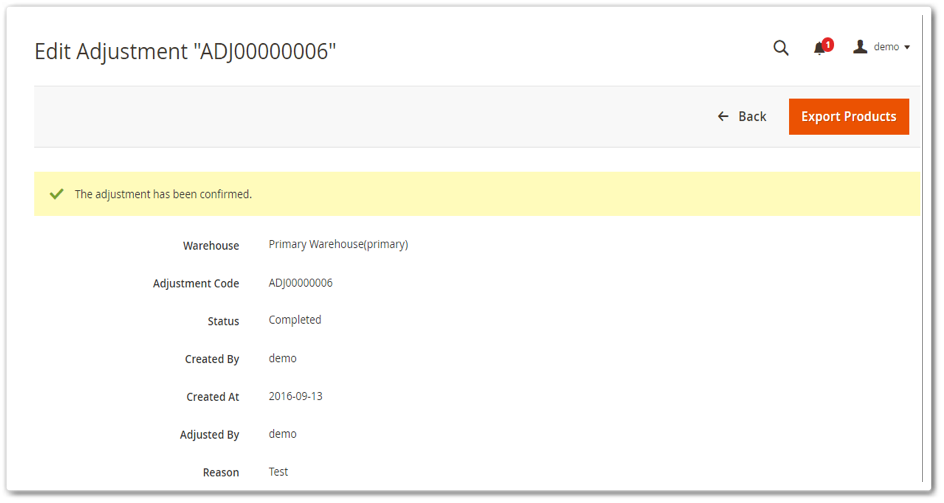 Edit Adjustment "ADJ00000006"
1
demo
Back
Export Products
The adjustment has been confirmed.
Warehouse Primary Warehouse(primary)
Adjustment Code ADJ00000006
Status Completed
Created By demo
Created At 2016-09-13
Adjusted By demo
Reason Test